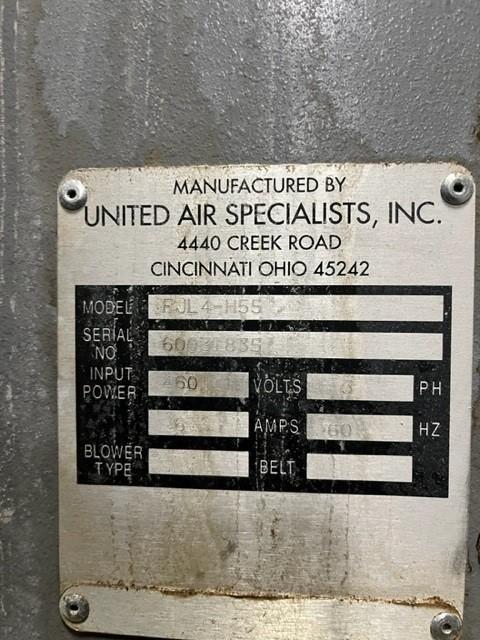 MANUFACTURED BY
UNITED AIR SPECIALISTS, INC.
4440 CREEK ROAD
CINCINNATI OHIO 45242
MODEL
SERIAL NO
INPUT POWER 460 VOLTS 3 PH
6 AMPS 60 HZ
BLOWER TYPE BELT